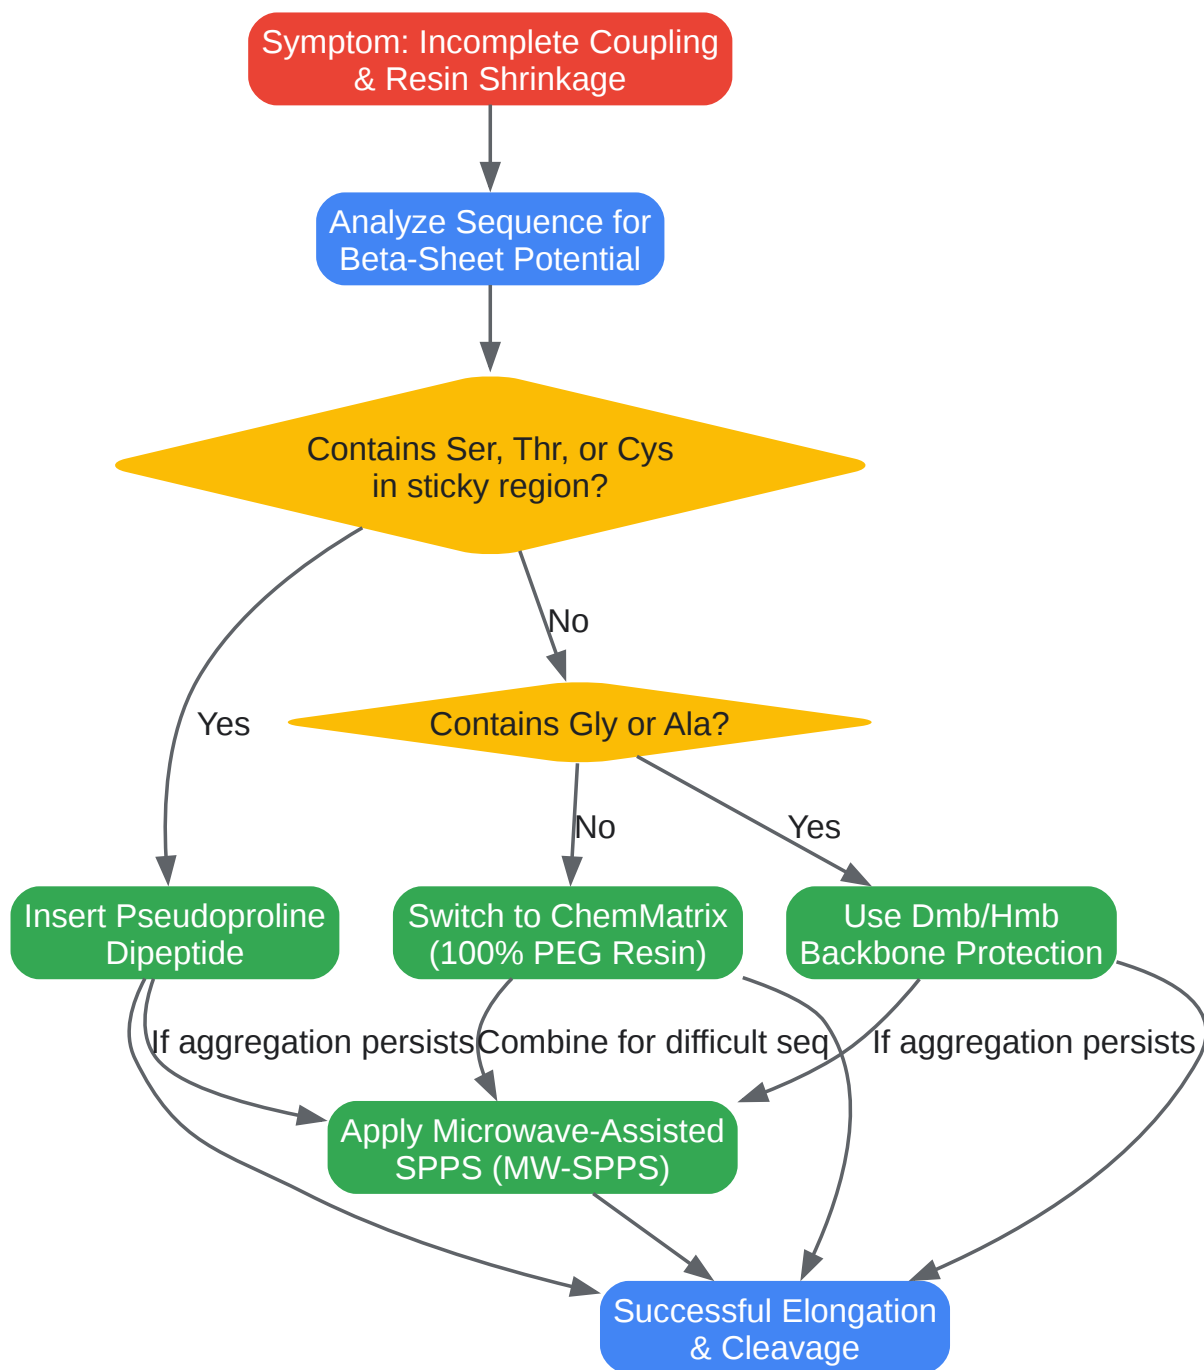 Symptom: Incomplete Coupling
& Resin Shrinkage
Analyze Sequence for
Beta-Sheet Potential
Contains Ser, Thr, or Cys
in sticky region?
No
Yes
Contains Gly or Ala?
No
Yes
Insert Pseudoproline
Dipeptide
Switch to ChemMatrix
(100% PEG Resin)
Use Dmb/Hmb
Backbone Protection
If aggregation persists
Combine for difficult seq
If aggregation persists
Apply Microwave-Assisted
SPPS (MW-SPPS)
Successful Elongation
& Cleavage